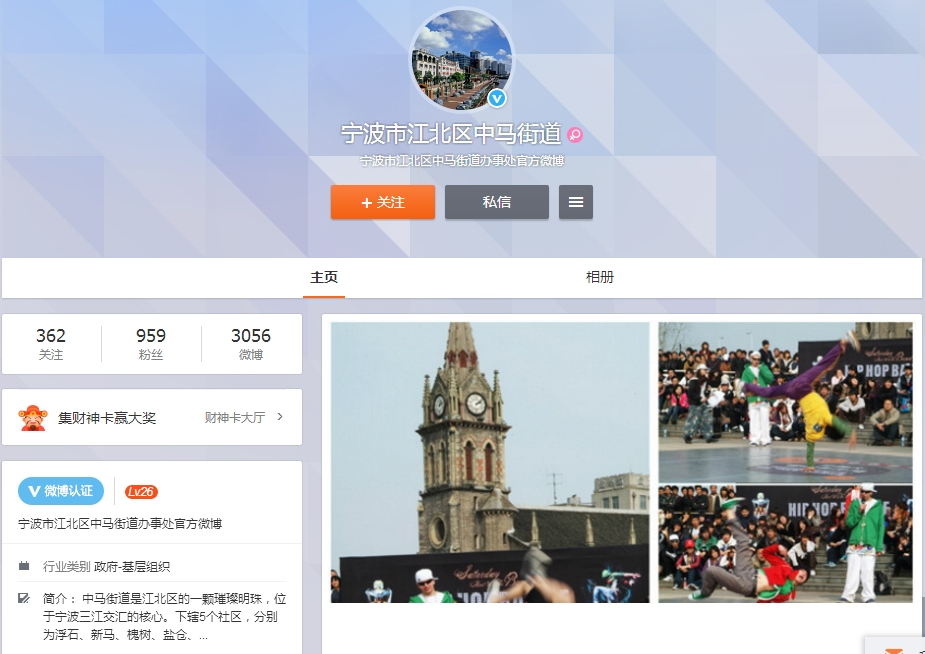 宁波市江北区中马街道
宁波市江北区中马街道办事处官方微博
+ 关注
私信
主页
相册
362
959
3056
关注
粉丝
微博
集财神卡赢大奖
财神卡大厅 >
V 微博认证
Lv26
宁波市江北区中马街道办事处官方微博
行业类别 政府-基层组织
简介： 中马街道是江北区的一颗璀璨明珠，位
于宁波三江交汇的核心。下辖5个社区，分别
为浮石、新马、槐树、盐仓、...
Saturday
Saturday
HIP HOP BA
HIP HOP